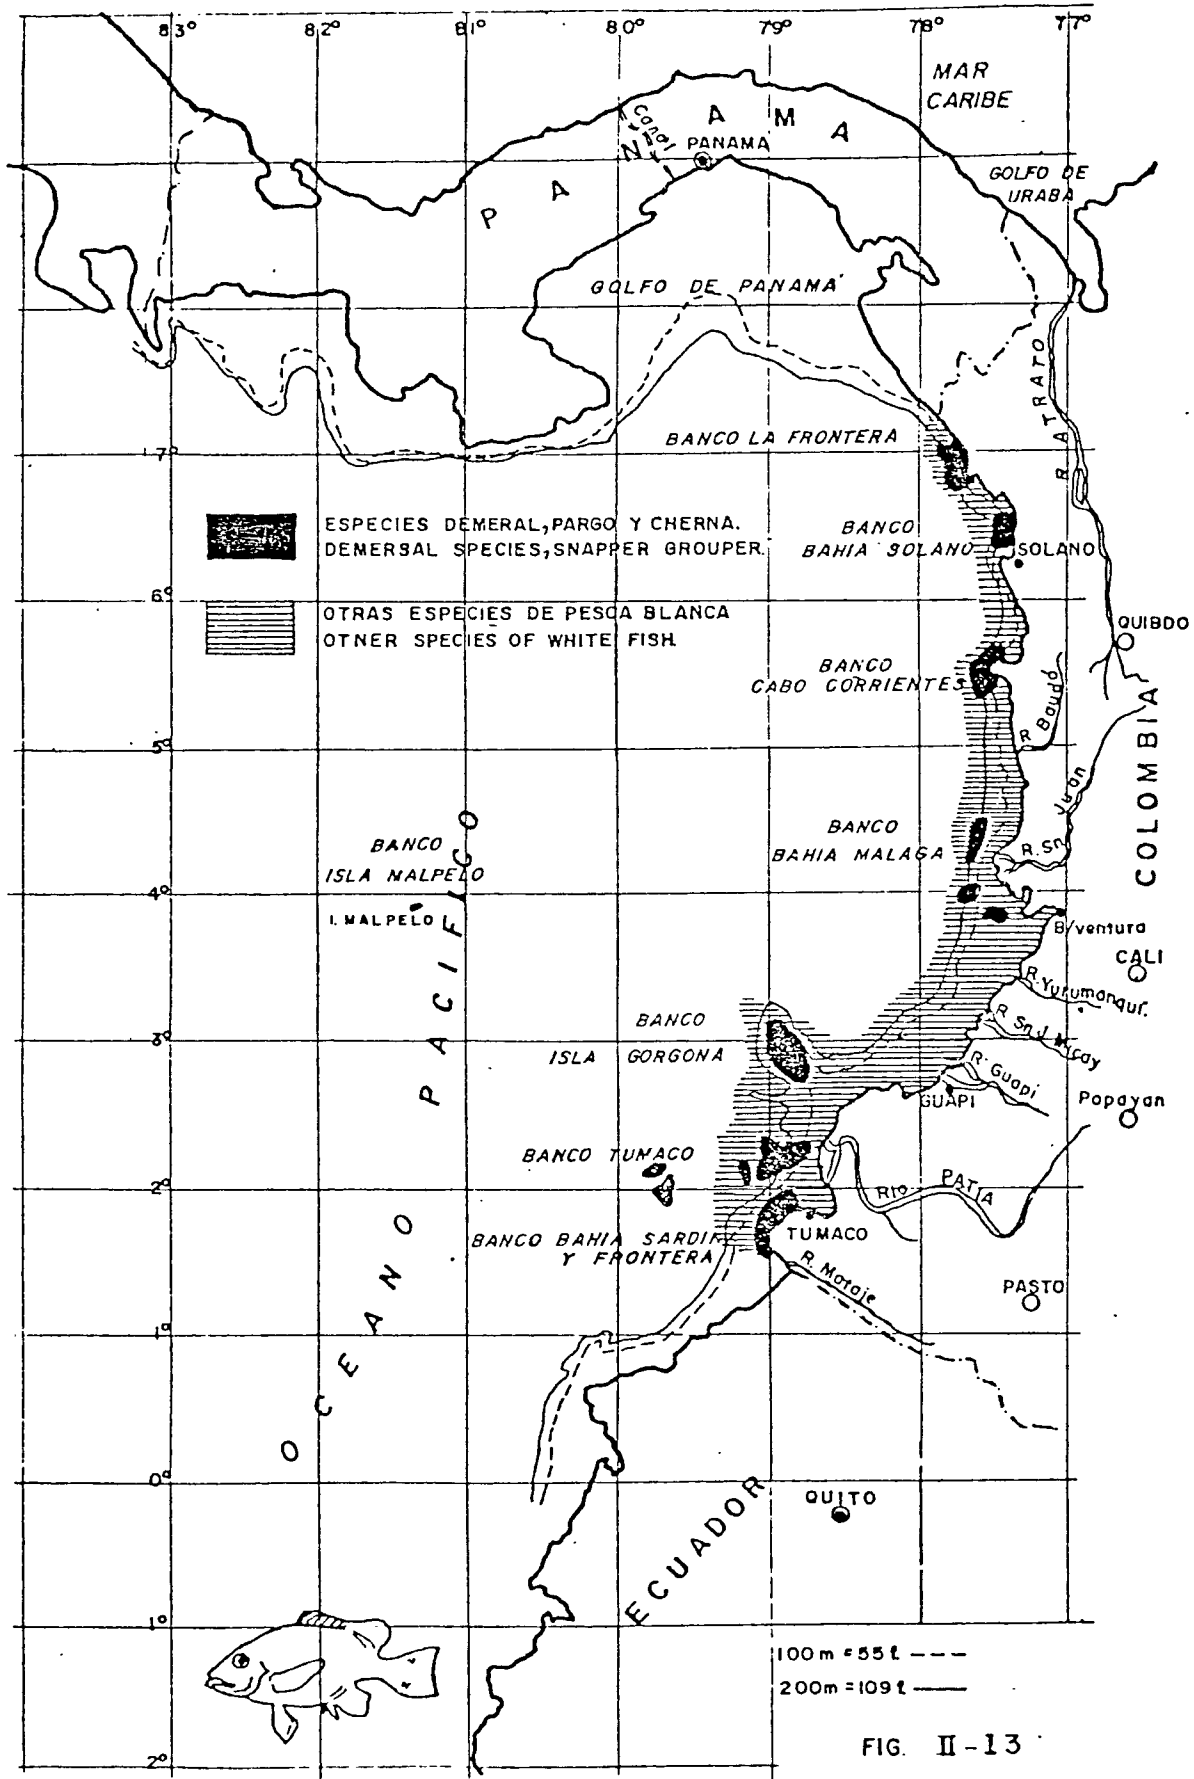 83° 82° 81° 80° 79° 78° 77°
MAR
CARIBE
PANAMA
Canal
PANAMA
GOLFO DE
URABA
GOLFO DE PANAMA
R. ATRATO
BANCO LA FRONTERA
7°
ESPECIES DEMERAL, PARGO Y CHERNA.
DEMERSAL SPECIES, SNAPPER GROUPER.
BANCO
BAHIA SOLANO
SOLANO
6°
OTRAS ESPECIES DE PESCA BLANCA
OTNER SPECIES OF WHITE FISH
QUIBDO
BANCO
CABO CORRIENTES
R. Baudó
COLOMBIA
5°
R. Sn. Juan
BANCO
BAHIA MALAGA
BANCO
ISLA MALPELO
4°
I. MALPELO
B/ventura
CALI
R. Yurumanguí.
R. Sn. J. Micay
BANCO
ISLA GORGONA
3°
R. Guapi
GUAPI
Popayan
OCEANO PACIFICO
BANCO TUMACO
2°
RIO PATIA
TUMACO
BANCO BAHIA SARDI
Y FRONTERA
R. Mataje
PASTO
1°
0°
QUITO
ECUADOR
1°
100m = 55 l
200m = 109 l
FIG. II-13
2°